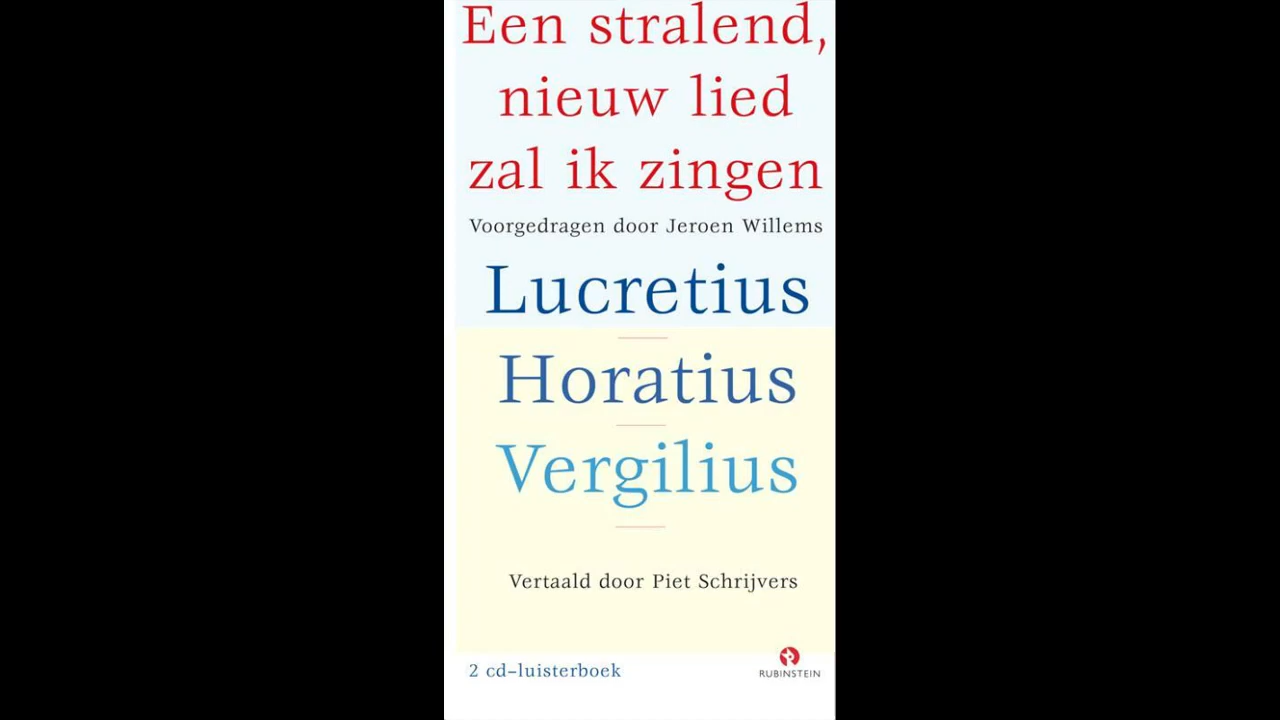 Een stralend,
nieuw lied
zal ik zingen
Voorgedragen door Jeroen Willems
Lucretius
Horatius
Vergilius
Vertaald door Piet Schrijvers
2 cd-luisterboek
RUBINSTEIN